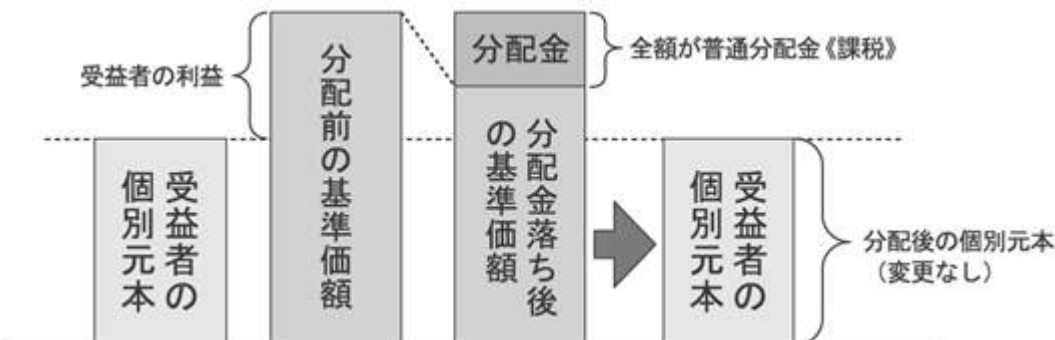 受益者の利益
受益者の
個別元本
分配前の基準価額
分配金
全額が普通分配金《課税》
分配金落ち後
の基準価額
受益者の
個別元本
分配後の個別元本
（変更なし）